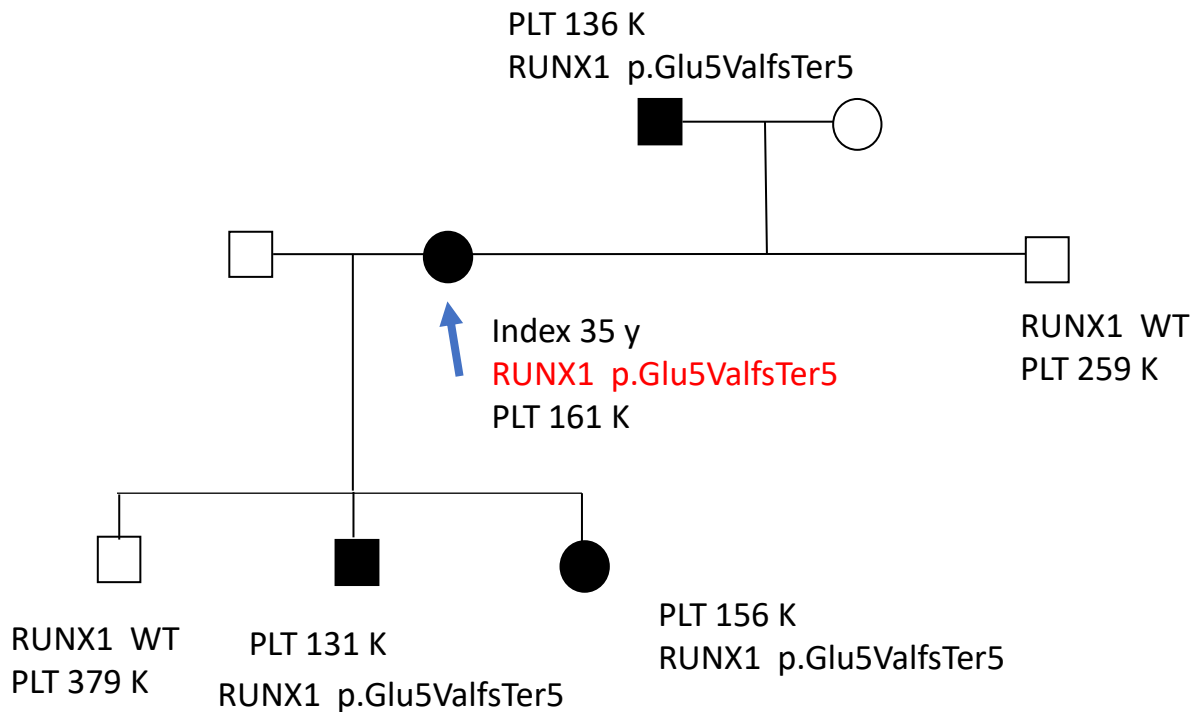 PLT 136 K
RUNX1 p.Glu5ValfsTer5
Index 35 y
RUNX1 p.Glu5ValfsTer5
PLT 161 K
RUNX1 WT
PLT 259 K
RUNX1 WT
PLT 379 K
PLT 131 K
RUNX1 p.Glu5ValfsTer5
PLT 156 K
RUNX1 p.Glu5ValfsTer5